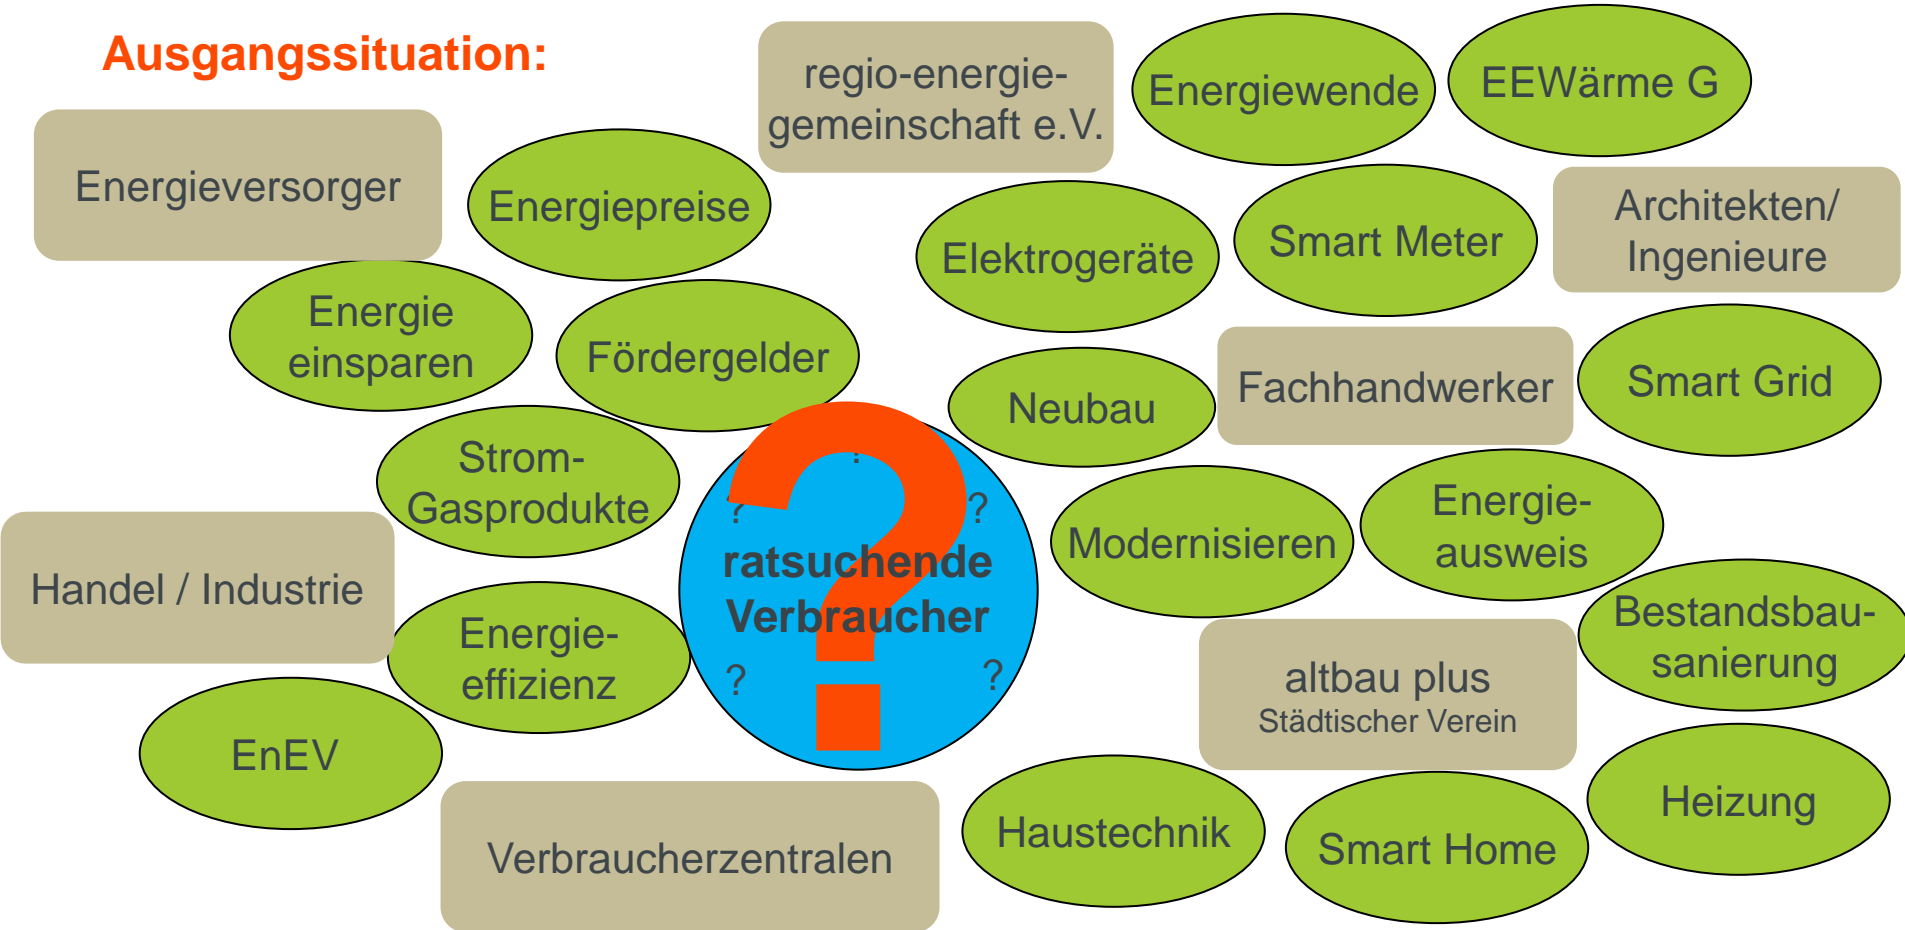 Ausgangssituation:
regio-energie-
gemeinschaft e.V.
Energiewende
EEWärme G
Energieversorger
Energiepreise
Elektrogeräte
Smart Meter
Architekten/
Ingenieure
Energie
einsparen
Fördergelder
Neubau
Fachhandwerker
Smart Grid
Strom-
Gasprodukte
?
?
?
?
ratsuchende
Verbraucher
?
?
Modernisieren
Energie-
ausweis
Handel / Industrie
Energie-
effizienz
Bestandsbau-
sanierung
altbau plus
Städtischer Verein
EnEV
Verbraucherzentralen
Haustechnik
Smart Home
Heizung